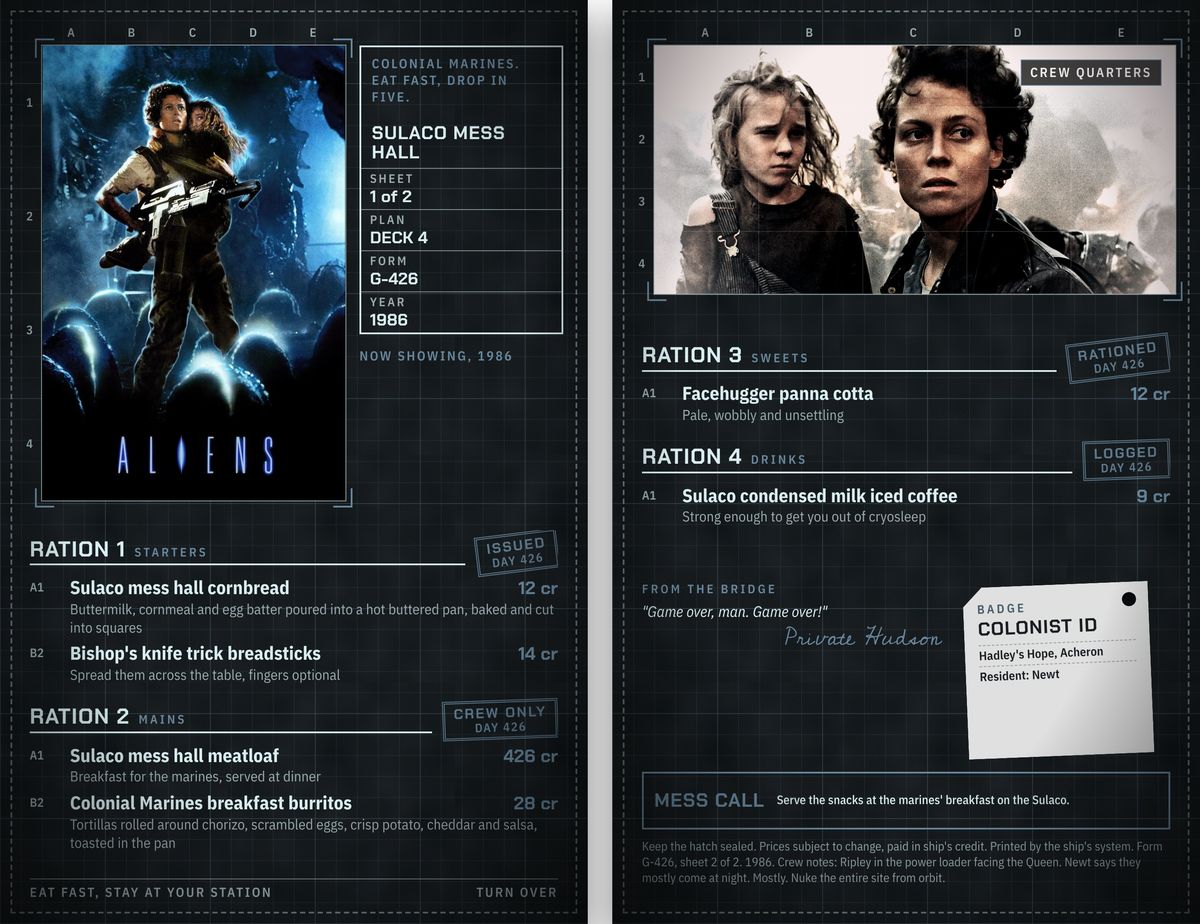 A B C D E
1
2
3
4
ALIENS
COLONIAL MARINES.
EAT FAST, DROP IN
FIVE.
SULACO MESS
HALL
SHEET
1 of 2
PLAN
DECK 4
FORM
G-426
YEAR
1986
NOW SHOWING, 1986
RATION 1 STARTERS
ISSUED
DAY 426
A1 Sulaco mess hall cornbread 12 cr
Buttermilk, cornmeal and egg batter poured into a hot buttered pan, baked and cut
into squares
B2 Bishop's knife trick breadsticks 14 cr
Spread them across the table, fingers optional
RATION 2 MAINS
CREW ONLY
DAY 426
A1 Sulaco mess hall meatloaf 426 cr
Breakfast for the marines, served at dinner
B2 Colonial Marines breakfast burritos 28 cr
Tortillas rolled around chorizo, scrambled eggs, crisp potato, cheddar and salsa,
toasted in the pan
EAT FAST, STAY AT YOUR STATION TURN OVER
A B C D E
1
2
3
4
CREW QUARTERS
RATION 3 SWEETS
RATIONED
DAY 426
A1 Facehugger panna cotta 12 cr
Pale, wobbly and unsettling
RATION 4 DRINKS
LOGGED
DAY 426
A1 Sulaco condensed milk iced coffee 9 cr
Strong enough to get you out of cryosleep
FROM THE BRIDGE
"Game over, man. Game over!"
Private Hudson
BADGE
COLONIST ID
Hadley's Hope, Acheron
Resident: Newt
MESS CALL Serve the snacks at the marines' breakfast on the Sulaco.
Keep the hatch sealed. Prices subject to change, paid in ship's credit. Printed by the ship's system. Form
G-426, sheet 2 of 2. 1986. Crew notes: Ripley in the power loader facing the Queen. Newt says they
mostly come at night. Mostly. Nuke the entire site from orbit.